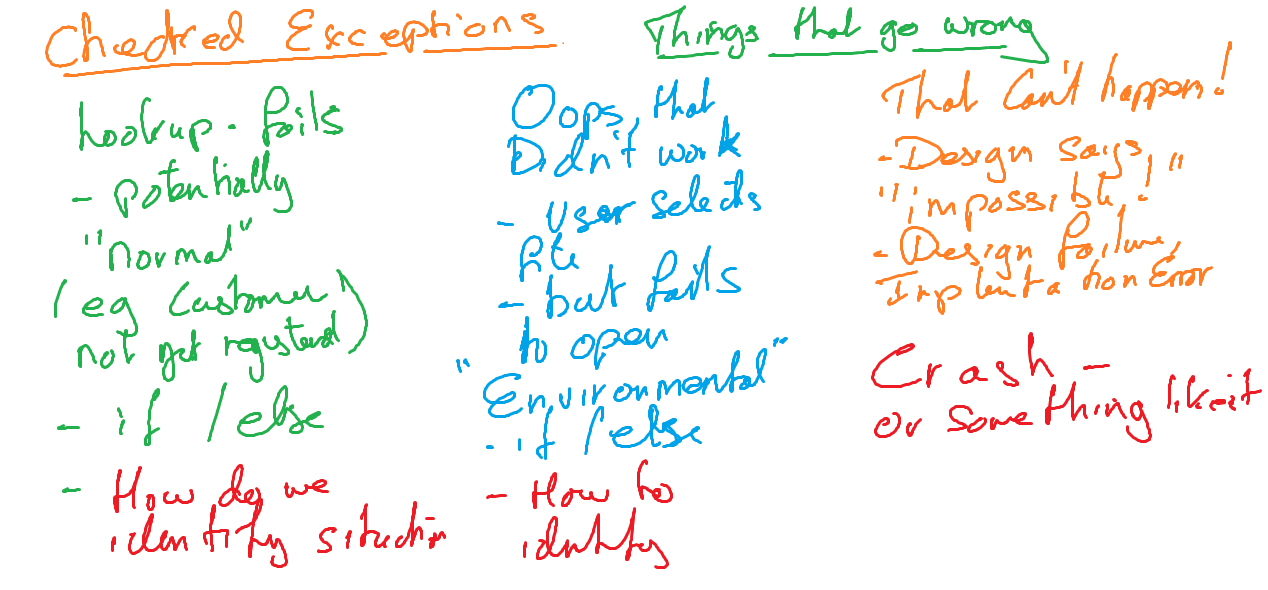 Checked Exceptions
Things that go wrong
lookup - fails
- potentially
"normal"
(eg Customer
not yet registered)
- if / else
- How do we
identify situation
Oops, that
Didn't work
- User selects
file
- but fails
to open
"Environmental"
- if / else
- How to
identify
That Can't happen!
- Design says,
"impossible!"
- Design failure,
Implementation Error
Crash -
or something like it